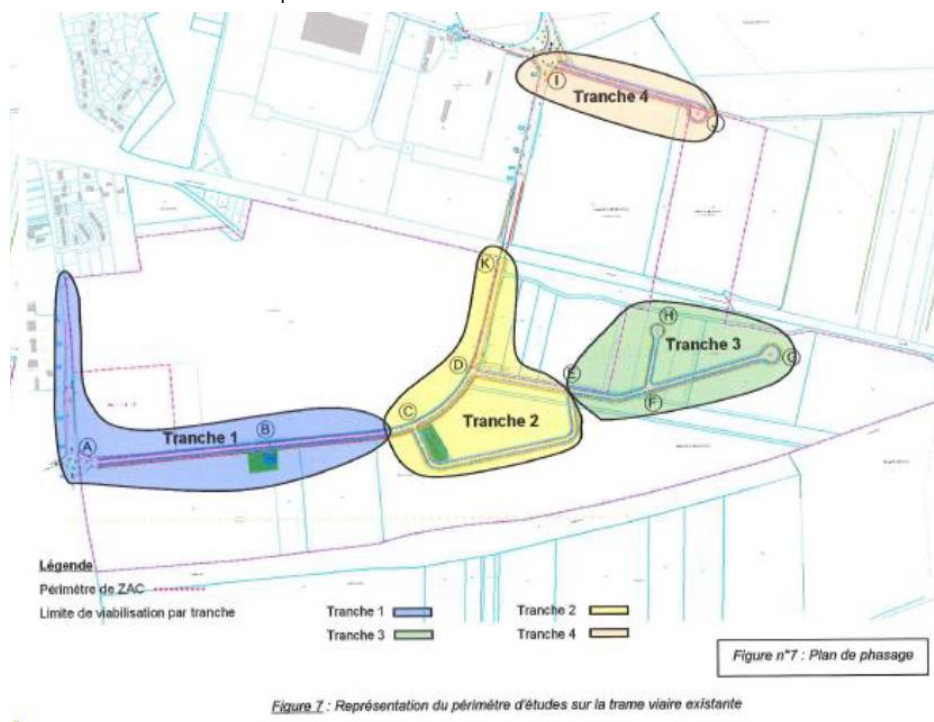 I
Tranche 4
J
K
H
Tranche 3
G
D
E
F
C
Tranche 2
B
Tranche 1
A
Légende
Périmètre de ZAC
Limite de viabilisation par tranche
Tranche 1
Tranche 2
Tranche 3
Tranche 4
Figure n°7 : Plan de phasage
Figure 7 : Représentation du périmètre d'études sur la trame viaire existante